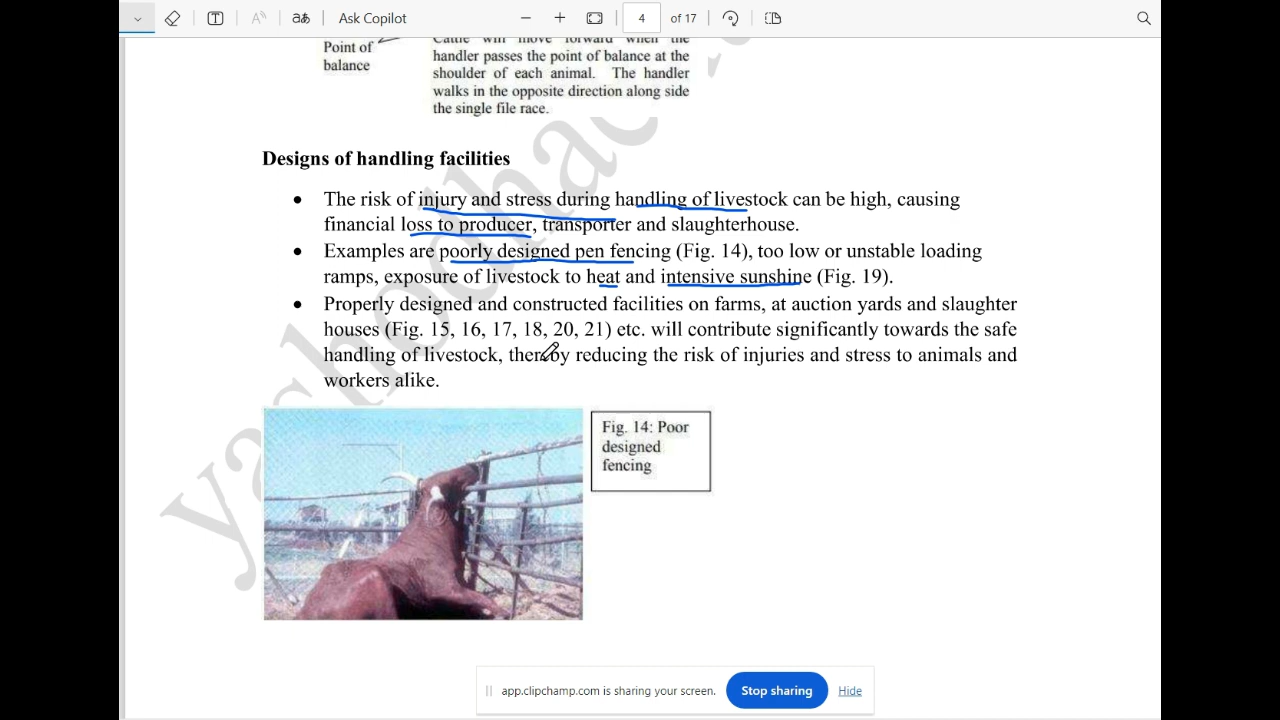 Ask Copilot
4
of 17
Point of
balance
Cattle will move forward when the
handler passes the point of balance at the
shoulder of each animal. The handler
walks in the opposite direction along side
the single file race.
Designs of handling facilities
• The risk of injury and stress during handling of livestock can be high, causing
financial loss to producer, transporter and slaughterhouse.
• Examples are poorly designed pen fencing (Fig. 14), too low or unstable loading
ramps, exposure of livestock to heat and intensive sunshine (Fig. 19).
• Properly designed and constructed facilities on farms, at auction yards and slaughter
houses (Fig. 15, 16, 17, 18, 20, 21) etc. will contribute significantly towards the safe
handling of livestock, thereby reducing the risk of injuries and stress to animals and
workers alike.
Fig. 14: Poor
designed
fencing
app.clipchamp.com is sharing your screen.
Stop sharing
Hide